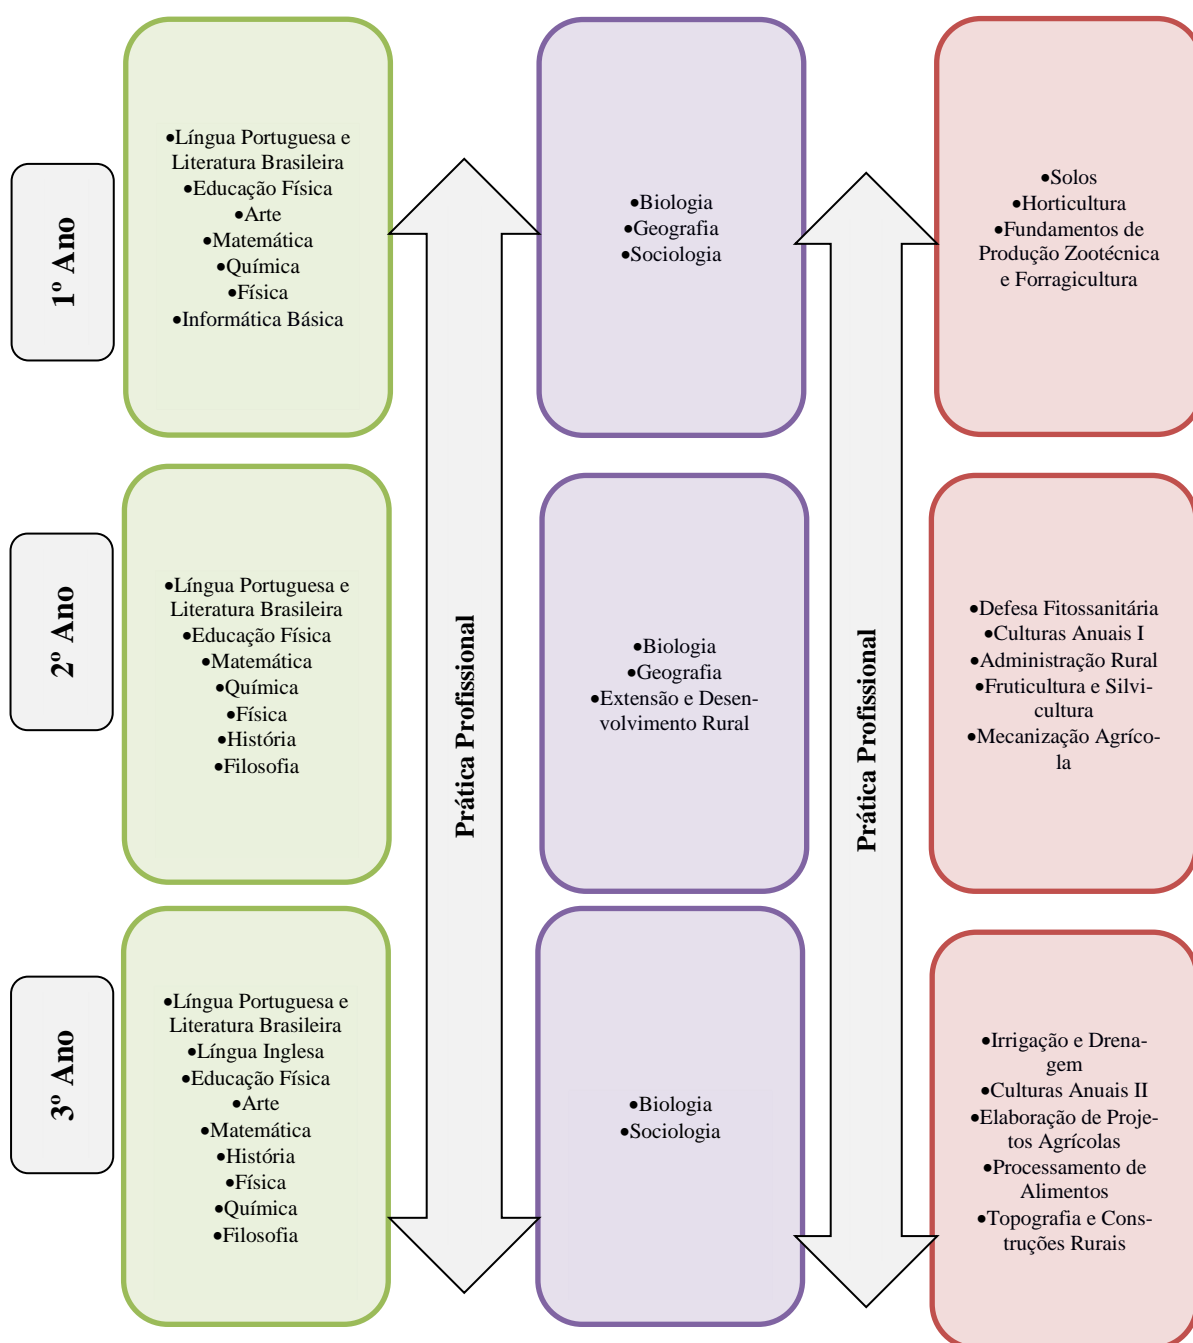 1º Ano
•Língua Portuguesa e
Literatura Brasileira
•Educação Física
•Arte
•Matemática
•Química
•Física
•Informática Básica
•Biologia
•Geografia
•Sociologia
•Solos
•Horticultura
•Fundamentos de
Produção Zootécnica
e Forragicultura
2º Ano
•Língua Portuguesa e
Literatura Brasileira
•Educação Física
•Matemática
•Química
•Física
•História
•Filosofia
Prática Profissional
•Biologia
•Geografia
•Extensão e Desen-
volvimento Rural
Prática Profissional
•Defesa Fitossanitária
•Culturas Anuais I
•Administração Rural
•Fruticultura e Silvi-
cultura
•Mecanização Agríco-
la
3º Ano
•Língua Portuguesa e
Literatura Brasileira
•Língua Inglesa
•Educação Física
•Arte
•Matemática
•História
•Física
•Química
•Filosofia
•Biologia
•Sociologia
•Irrigação e Drena-
gem
•Culturas Anuais II
•Elaboração de Proje-
tos Agrícolas
•Processamento de
Alimentos
•Topografia e Cons-
truções Rurais